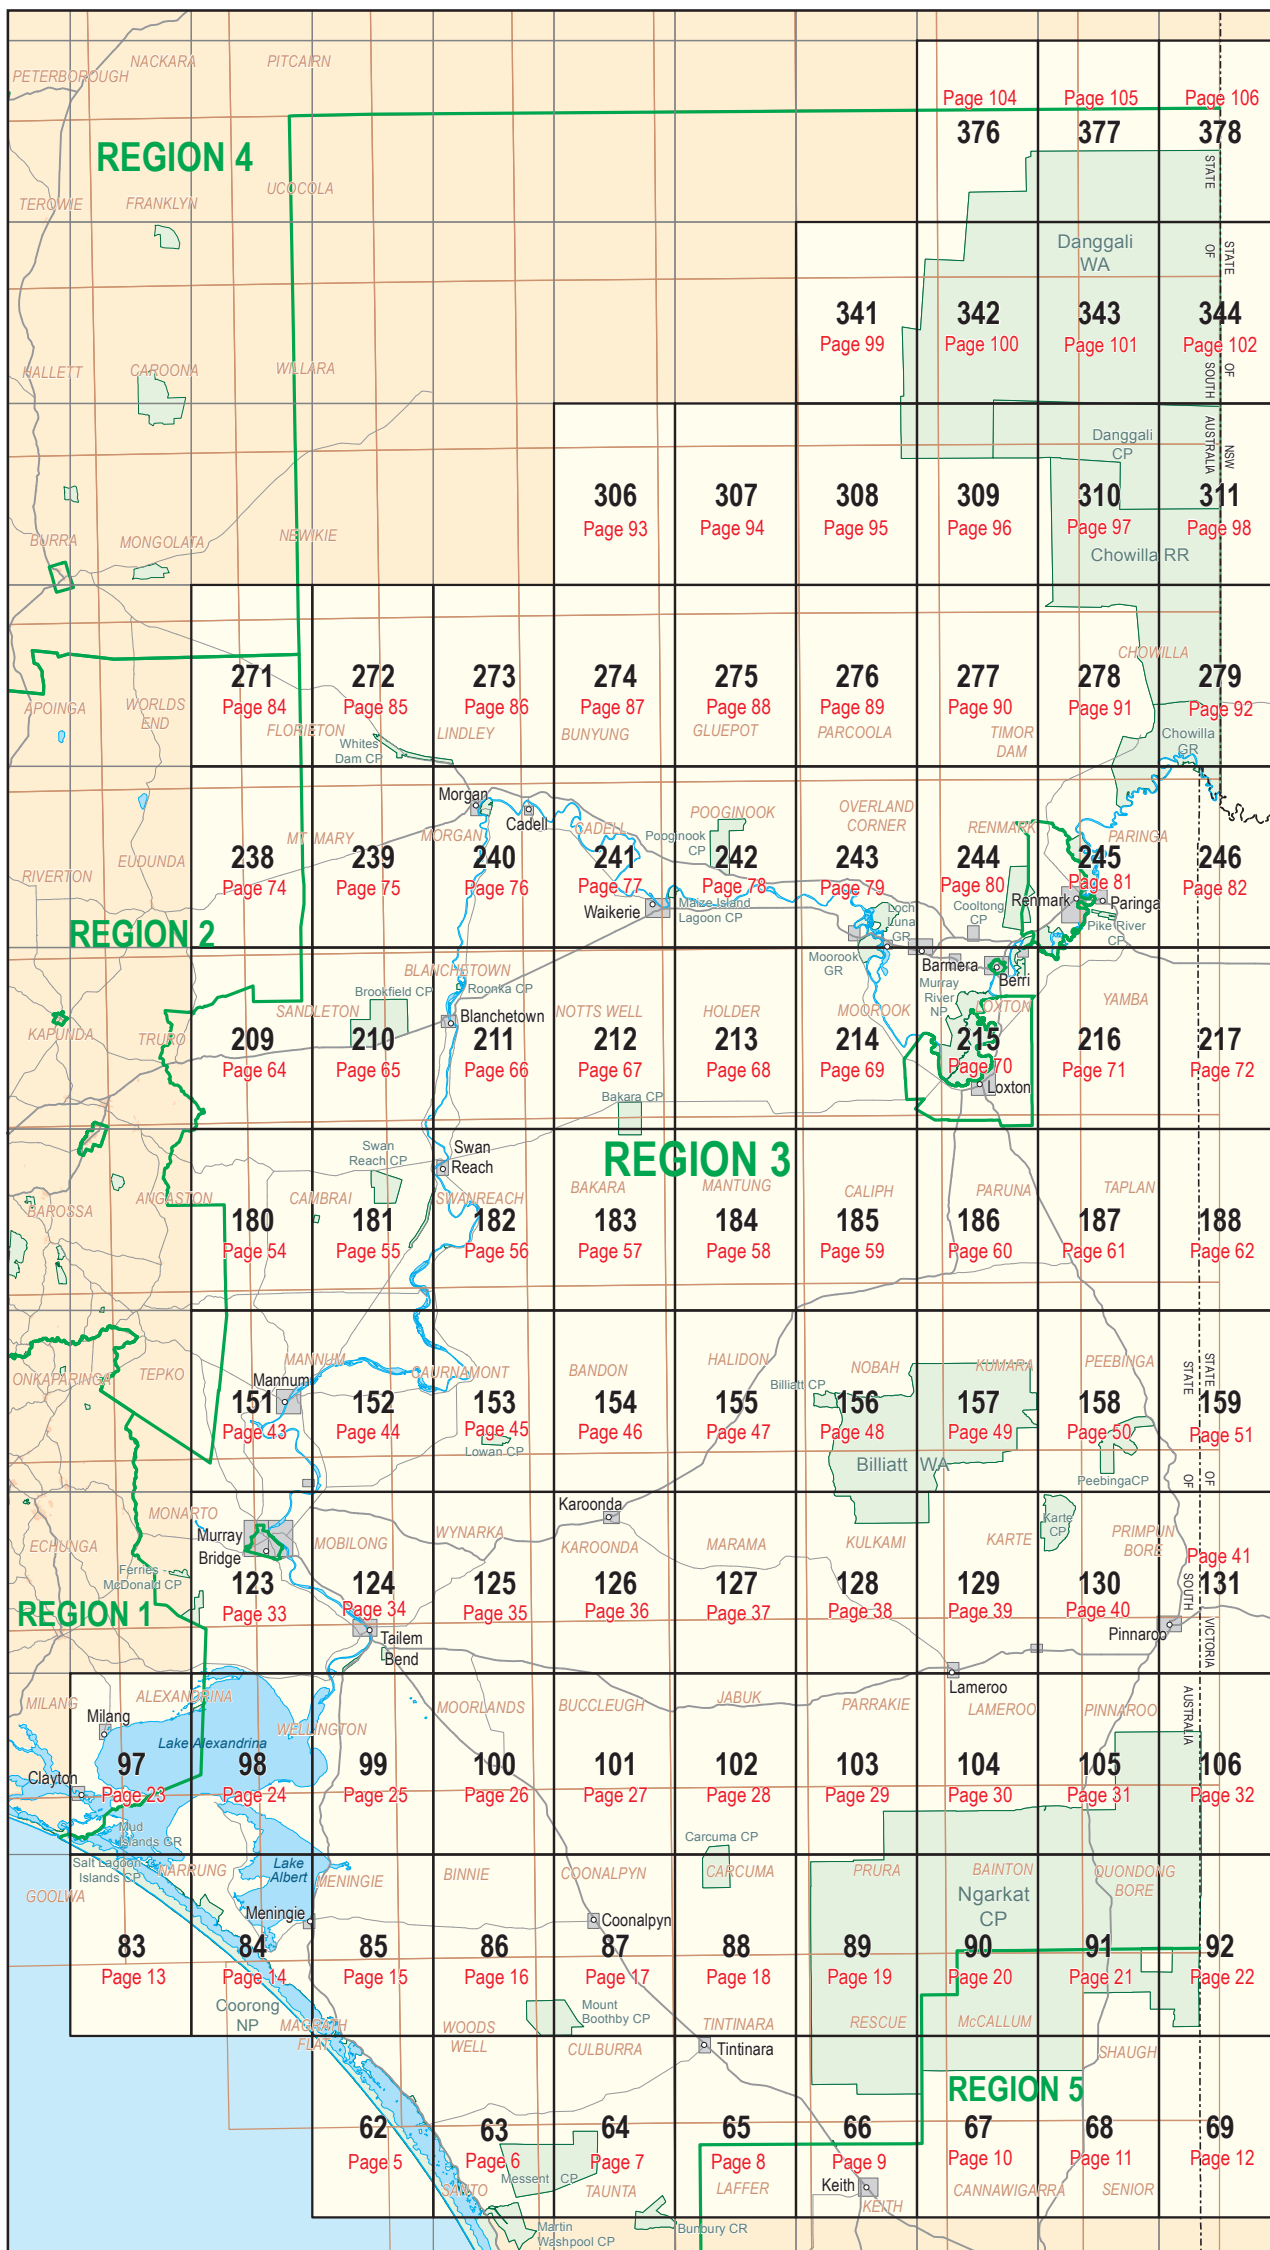 NACKARA
PITCAIRN
PETERBOROUGH
Page 104
Page 105
Page 106
376
377
378
REGION 4
STATE
UCOCOLA
TEROWIE
FRANKLYN
Danggali
WA
OF
STATE
341
342
343
344
Page 99
Page 100
Page 101
Page 102
HALLETT
CAROONA
WILLARA
SOUTH
OF
Danggali
CP
AUSTRALIA
NSW
306
307
308
309
310
311
Page 93
Page 94
Page 95
Page 96
Page 97
Page 98
BURRA
MONGOLATA
NEWIKIE
Chowilla RR
CHOWILLA
271
272
273
274
275
276
277
278
279
Page 84
Page 85
Page 86
Page 87
Page 88
Page 89
Page 90
Page 91
Page 92
APOINGA
WORLDS
END
FLORIETON
LINDLEY
BUNYUNG
GLUEPOT
PARCOOLA
TIMOR
DAM
Whites
Dam CP
Chowilla
GR
Morgan
Cadell
MT MARY
MORGAN
CADELL
POOGINOOK
Pooginook
CP
OVERLAND
CORNER
RENMARK
PARINGA
RIVERTON
EUDUNDA
238
239
240
241
242
243
244
245
246
Page 74
Page 75
Page 76
Page 77
Page 78
Page 79
Page 80
Page 81
Page 82
Waikerie
Maize Island
Lagoon CP
Loch
Luna
GR
Cooltong
CP
Renmark
Paringa
Pike River
CP
REGION 2
Moorook
GR
Barmera
Berri
Murray
River
NP
BLANCHETOWN
Brookfield CP
Roonka CP
Blanchetown
SANDLETON
NOTTS WELL
HOLDER
MOOROOK
LOXTON
YAMBA
KAPUNDA
TRURO
209
210
211
212
213
214
215
216
217
Page 64
Page 65
Page 66
Page 67
Page 68
Page 69
Page 70
Page 71
Page 72
Loxton
Bakara CP
Swan
Reach CP
Swan
Reach
REGION 3
BAROSSA
ANGASTON
CAMBRAI
SWANREACH
BAKARA
MANTUNG
CALIPH
PARUNA
TAPLAN
180
181
182
183
184
185
186
187
188
Page 54
Page 55
Page 56
Page 57
Page 58
Page 59
Page 60
Page 61
Page 62
ONKAPARINGA
TEPKO
MANNUM
Mannum
CAURNAMONT
BANDON
HALIDON
NOBAH
KUMARA
PEEBINGA
Billiatt CP
STATE
STATE
151
152
153
154
155
156
157
158
159
Page 43
Page 44
Page 45
Page 46
Page 47
Page 48
Page 49
Page 50
Page 51
Lowan CP
Billiatt WA
PeebingaCP
OF
OF
MONARTO
Murray
Bridge
MOBILONG
WYNARKA
Karoonda
KAROONDA
MARAMA
KULKAMI
KARTE
Karte
CP
PRIMPUN
BORE
ECHUNGA
Ferries -
McDonald CP
Page 41
123
124
125
126
127
128
129
130
131
Page 33
Page 34
Page 35
Page 36
Page 37
Page 38
Page 39
Page 40
REGION 1
SOUTH
VICTORIA
Tailem
Bend
Pinnaroo
Lameroo
MILANG
ALEXANDRINA
Milang
WELLINGTON
MOORLANDS
BUCCLEUGH
JABUK
PARRAKIE
LAMEROO
PINNAROO
AUSTRALIA
Lake Alexandrina
Clayton
97
98
99
100
101
102
103
104
105
106
Page 23
Page 24
Page 25
Page 26
Page 27
Page 28
Page 29
Page 30
Page 31
Page 32
Mud
Islands CR
Salt Lagoon
Islands CP
NARRUNG
Lake
Albert
MENINGIE
BINNIE
COONALPYN
Carcuma CP
CARCUMA
PRURA
BAINTON
QUONDONG
BORE
GOOLWA
Meningie
Coonalpyn
Ngarkat
CP
83
84
85
86
87
88
89
90
91
92
Page 13
Page 14
Page 15
Page 16
Page 17
Page 18
Page 19
Page 20
Page 21
Page 22
Coorong
NP
MAGRATH
FLAT
WOODS
WELL
Mount
Boothby CP
CULBURRA
TINTINARA
Tintinara
RESCUE
McCALLUM
SHAUGH
REGION 5
62
63
64
65
66
67
68
69
Page 5
Page 6
Page 7
Page 8
Page 9
Page 10
Page 11
Page 12
SANTO
Messent CP
TAUNTA
LAFFER
Keith
KEITH
CANNAWIGARRA
SENIOR
Martin
Washpool CP
Bunbury CR